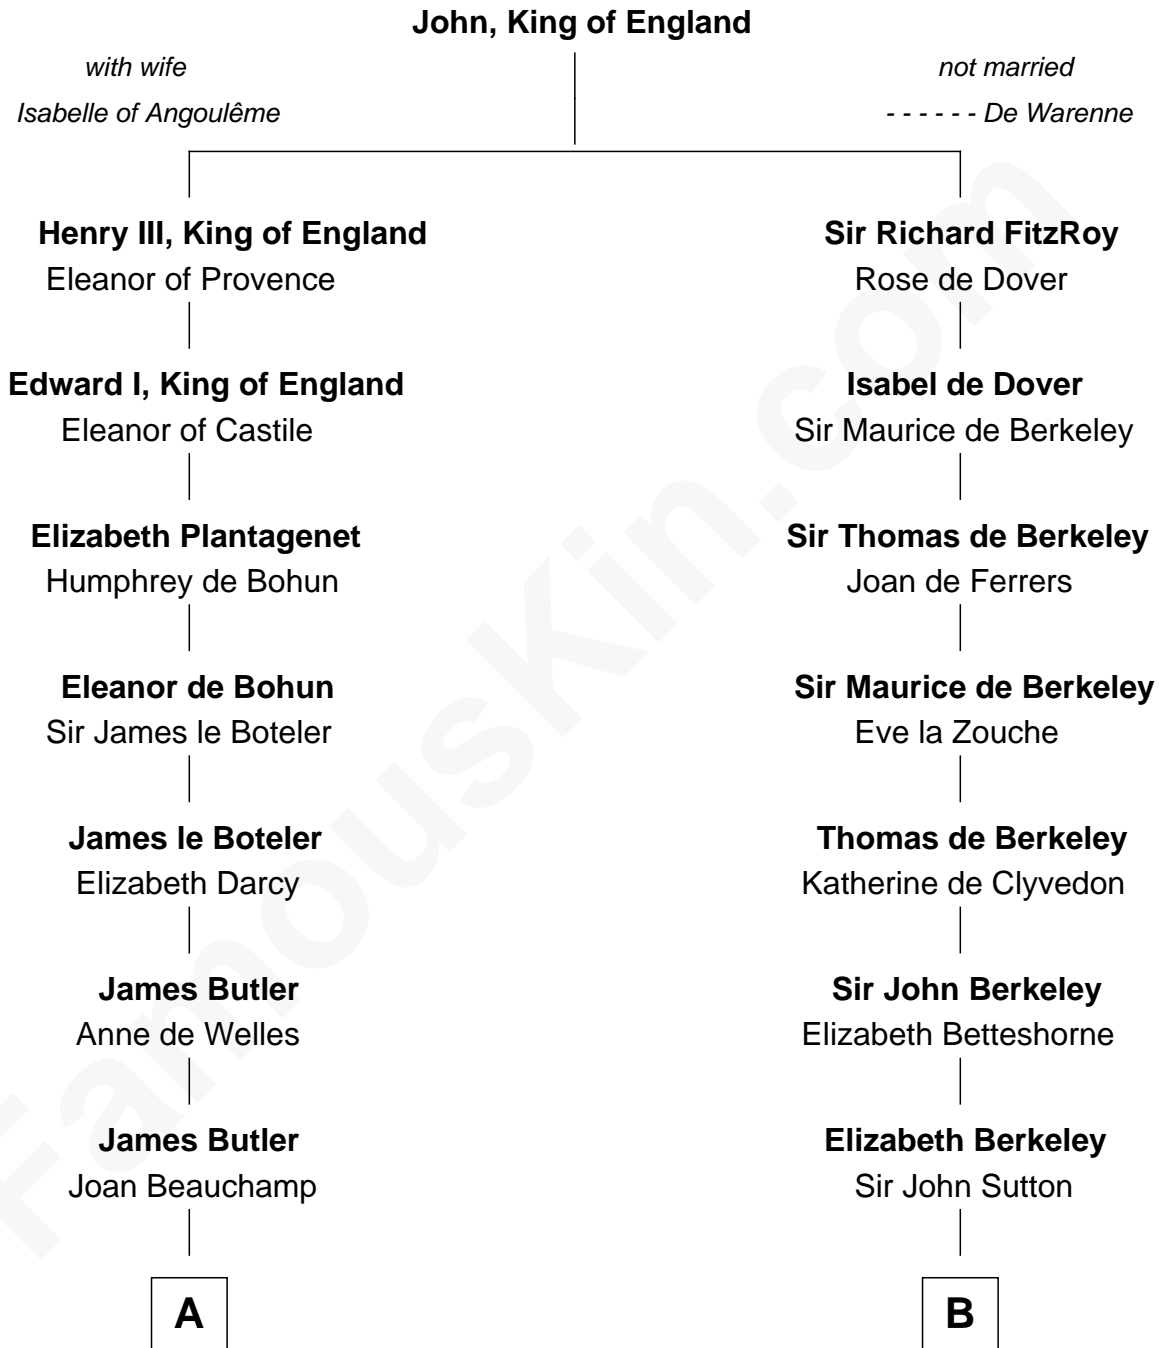 John, King of England
with wife
Isabelle of Angoulême
not married
- - - - - - De Warenne
Henry III, King of England
Eleanor of Provence
Sir Richard FitzRoy
Rose de Dover
Edward I, King of England
Eleanor of Castile
Isabel de Dover
Sir Maurice de Berkeley
Elizabeth Plantagenet
Humphrey de Bohun
Sir Thomas de Berkeley
Joan de Ferrers
Eleanor de Bohun
Sir James le Boteler
Sir Maurice de Berkeley
Eve la Zouche
James le Boteler
Elizabeth Darcy
Thomas de Berkeley
Katherine de Clyvedon
James Butler
Anne de Welles
Sir John Berkeley
Elizabeth Betteshorne
James Butler
Joan Beauchamp
Elizabeth Berkeley
Sir John Sutton
A
B
FamousKin.com